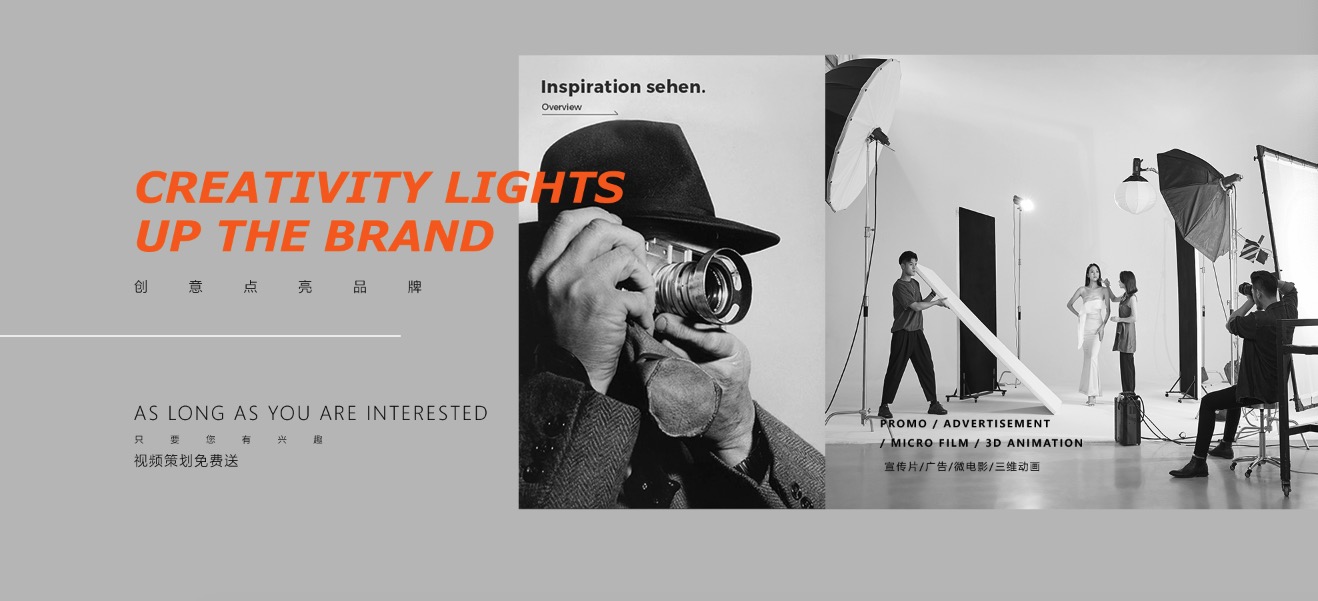 CREATIVITY LIGHTS
UP THE BRAND
创意点亮品牌
AS LONG AS YOU ARE INTERESTED
只要您有兴趣
视频策划免费送
Inspiration sehen.
Overview
PROMO / ADVERTISEMENT
/ MICRO FILM / 3D ANIMATION
宣传片/广告/微电影/三维动画